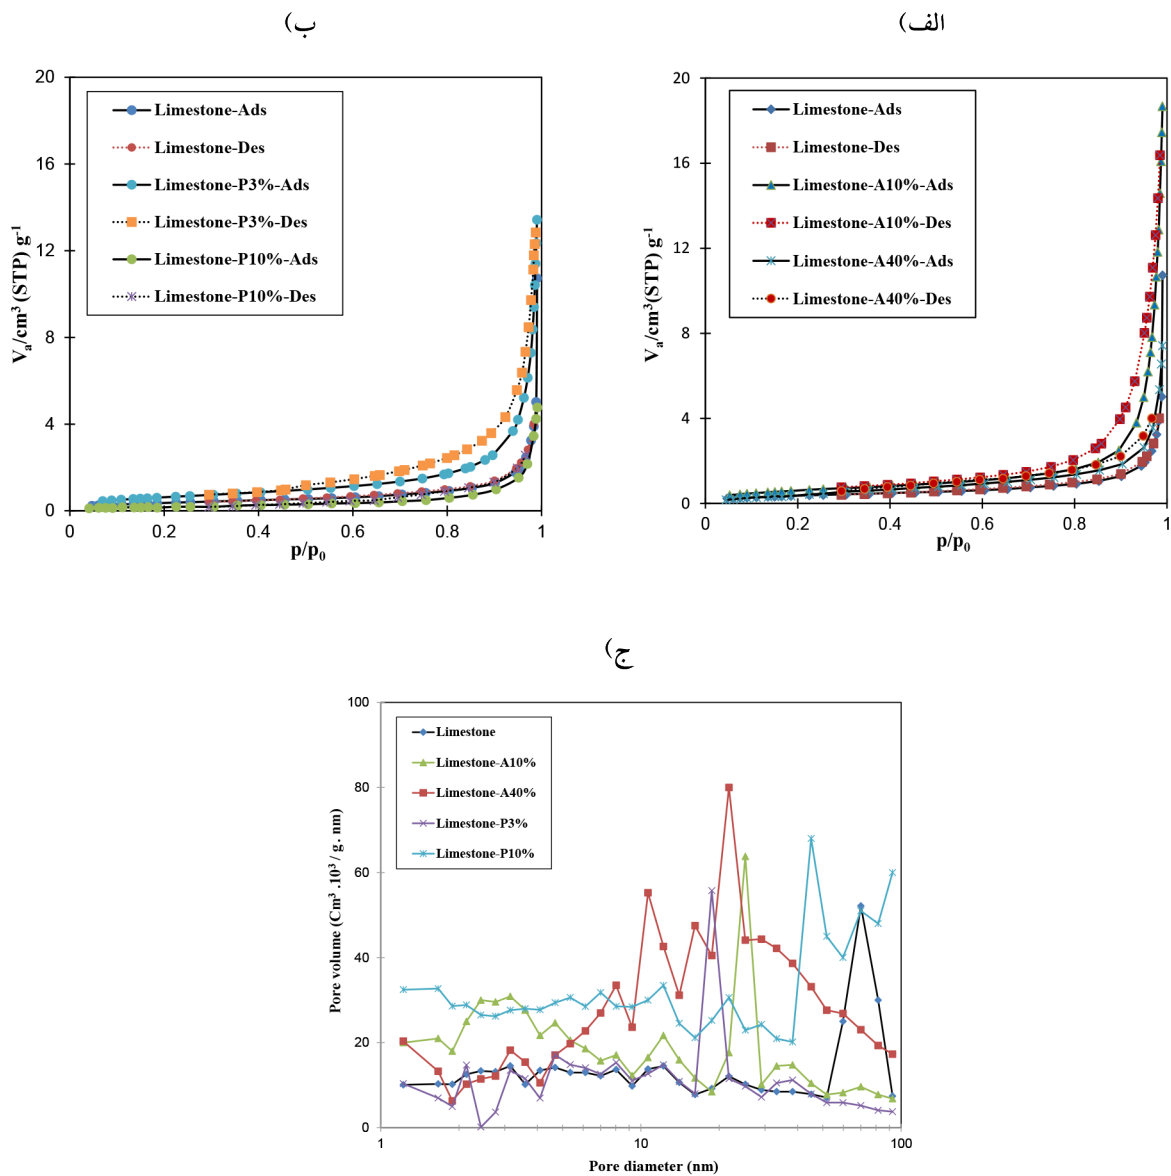 الف)
20
16
12
8
4
0
0
0.2
0.4
0.6
0.8
1
Vₐ/cm³(STP) g⁻¹
p/p₀
Limestone-Ads
Limestone-Des
Limestone-A10%-Ads
Limestone-A10%-Des
Limestone-A40%-Ads
Limestone-A40%-Des
ب)
20
16
12
8
4
0
0
0.2
0.4
0.6
0.8
1
Vₐ/cm³ (STP) g⁻¹
p/p₀
Limestone-Ads
Limestone-Des
Limestone-P3%-Ads
Limestone-P3%-Des
Limestone-P10%-Ads
Limestone-P10%-Des
ج)
100
80
60
40
20
0
1
10
100
Pore volume (Cm³ .10³ / g. nm)
Pore diameter (nm)
Limestone
Limestone-A10%
Limestone-A40%
Limestone-P3%
Limestone-P10%